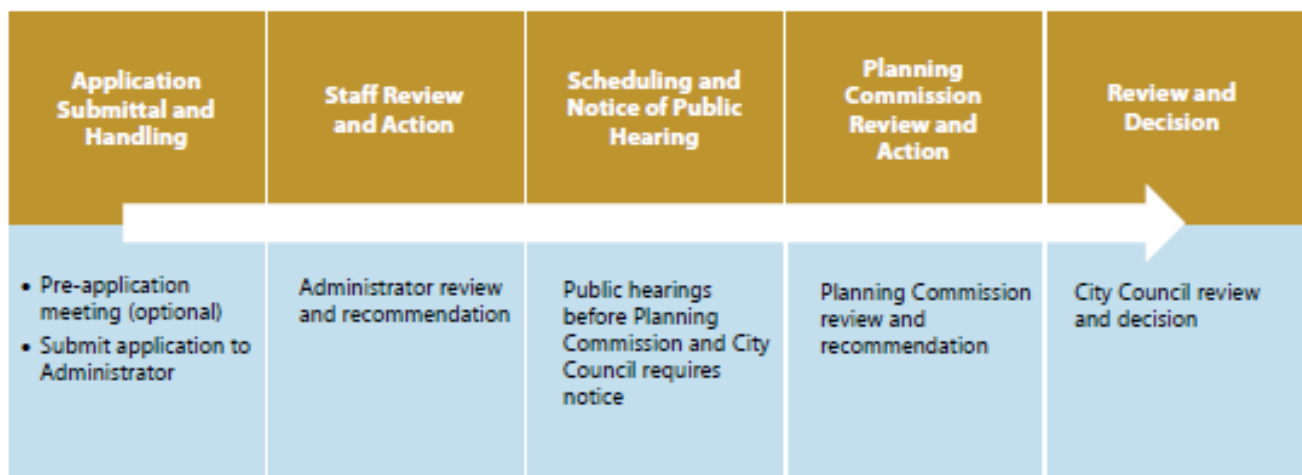 Application
Submittal and
Handling
Staff Review
and Action
Scheduling and
Notice of Public
Hearing
Planning
Commission
Review and
Action
Review and
Decision
• Pre-application
meeting (optional)
• Submit application to
Administrator
Administrator review
and recommendation
Public hearings
before Planning
Commission and City
Council requires
notice
Planning Commission
review and
recommendation
City Council review
and decision